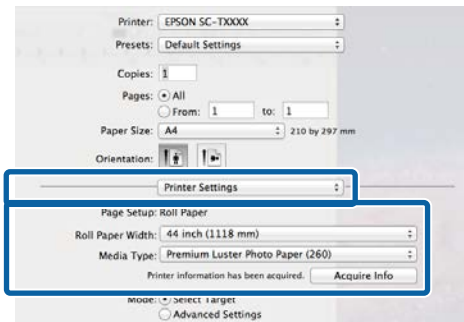 Printer: EPSON SC-TXXXX
Presets: Default Settings
Copies: 1
Pages: All
From: 1 to: 1
Paper Size: A4 210 by 297 mm
Orientation:
Printer Settings
Page Setup: Roll Paper
Roll Paper Width: 44 inch (1118 mm)
Media Type: Premium Luster Photo Paper (260)
Printer information has been acquired. Acquire Info
Mode: Select Target
Advanced Settings